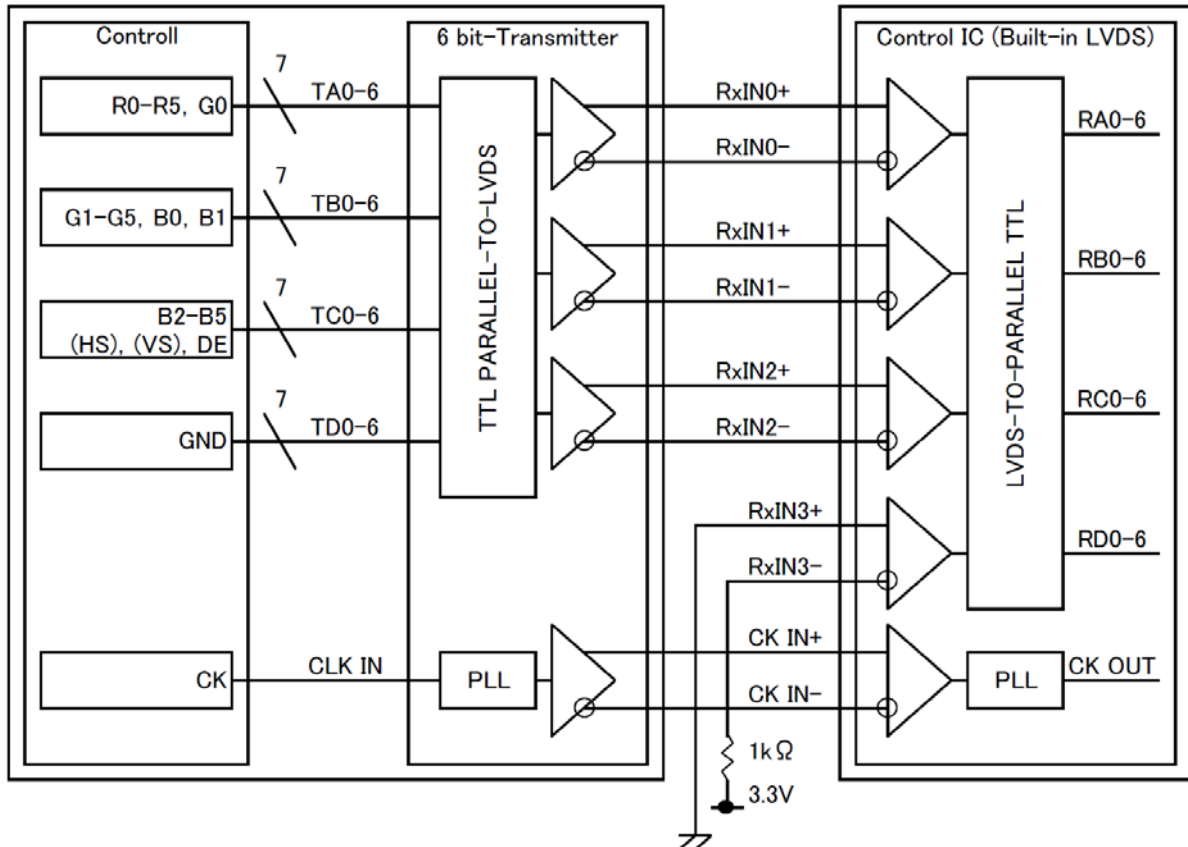 Controll
6 bit-Transmitter
Control IC (Built-in LVDS)
R0-R5, G0
7
TA0-6
G1-G5, B0, B1
7
TB0-6
B2-B5
(HS), (VS), DE
7
TC0-6
GND
7
TD0-6
CK
CLK IN
TTL PARALLEL-TO-LVDS
PLL
RxIN0+
RxIN0-
RxIN1+
RxIN1-
RxIN2+
RxIN2-
RxIN3+
RxIN3-
CK IN+
CK IN-
1kΩ
3.3V
LVDS-TO-PARALLEL TTL
PLL
RA0-6
RB0-6
RC0-6
RD0-6
CK OUT